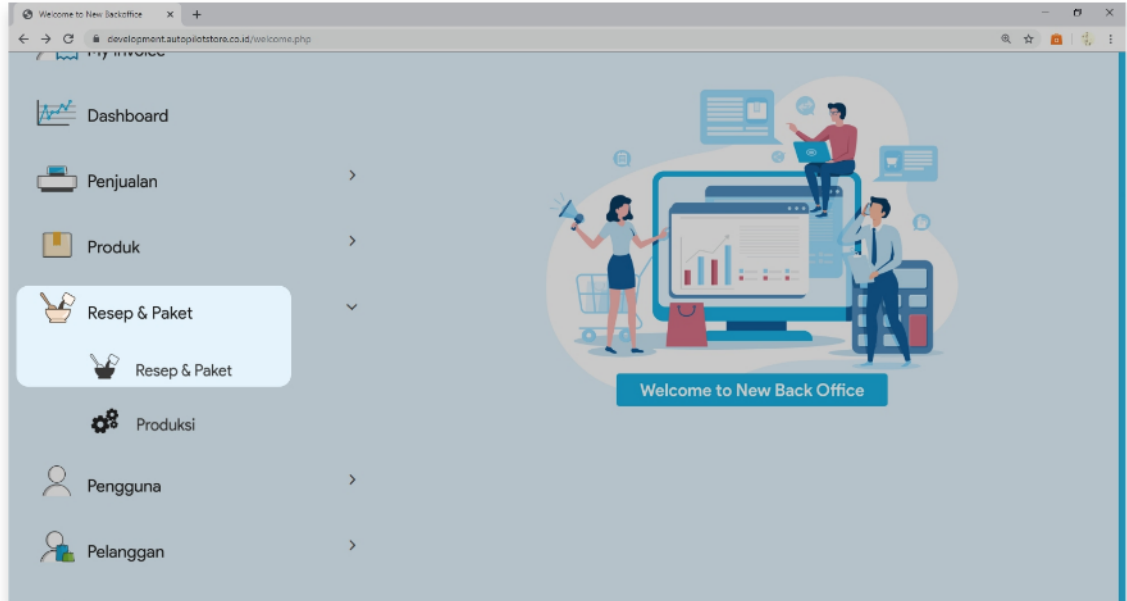 Welcome to New Backoffice
development.autopilotstore.co.id/welcome.php
My Invoice
Dashboard
Penjualan
Produk
Resep & Paket
Resep & Paket
Produksi
Pengguna
Pelanggan
Welcome to New Back Office